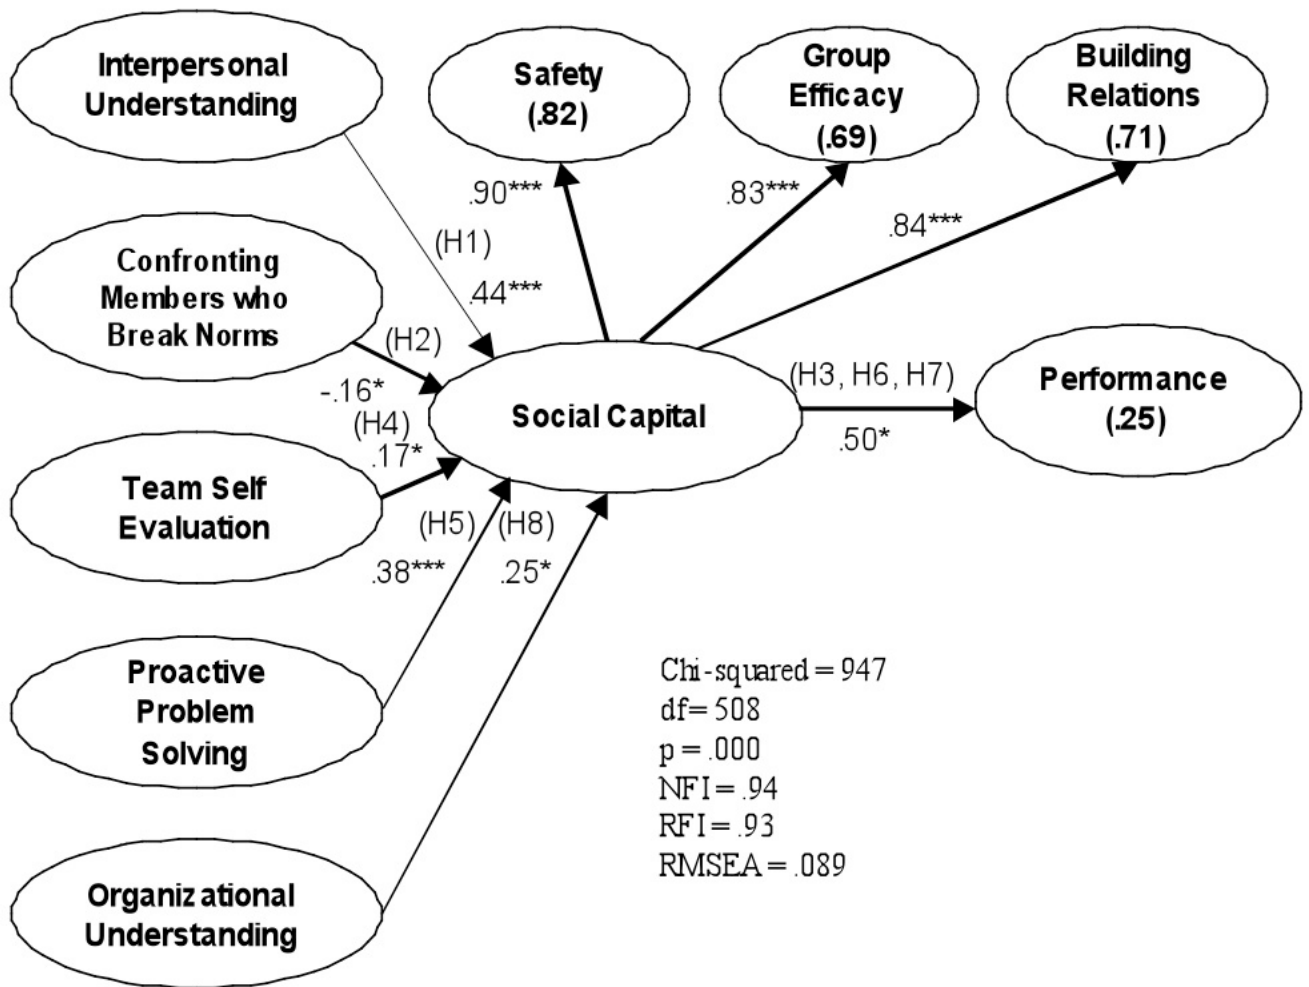 Interpersonal
Understanding
Safety
(.82)
Group
Efficacy
(.69)
Building
Relations
(.71)
.90***
.83***
.84***
(H1)
.44***
Confronting
Members who
Break Norms
(H2)
-.16*
Social Capital
(H3, H6, H7)
.50*
Performance
(.25)
(H4)
.17*
Team Self
Evaluation
(H5)
.38***
(H8)
.25*
Proactive
Problem
Solving
Organizational
Understanding
Chi-squared = 947
df= 508
p = .000
NFI = .94
RFI = .93
RMSEA = .089